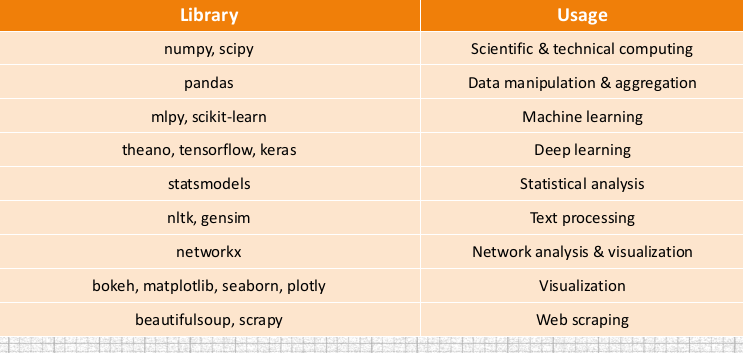 Library Usage
numpy, scipy Scientific & technical computing
pandas Data manipulation & aggregation
mlpy, scikit-learn Machine learning
theano, tensorflow, keras Deep learning
statsmodels Statistical analysis
nltk, gensim Text processing
networkx Network analysis & visualization
bokeh, matplotlib, seaborn, plotly Visualization
beautifulsoup, scrapy Web scraping